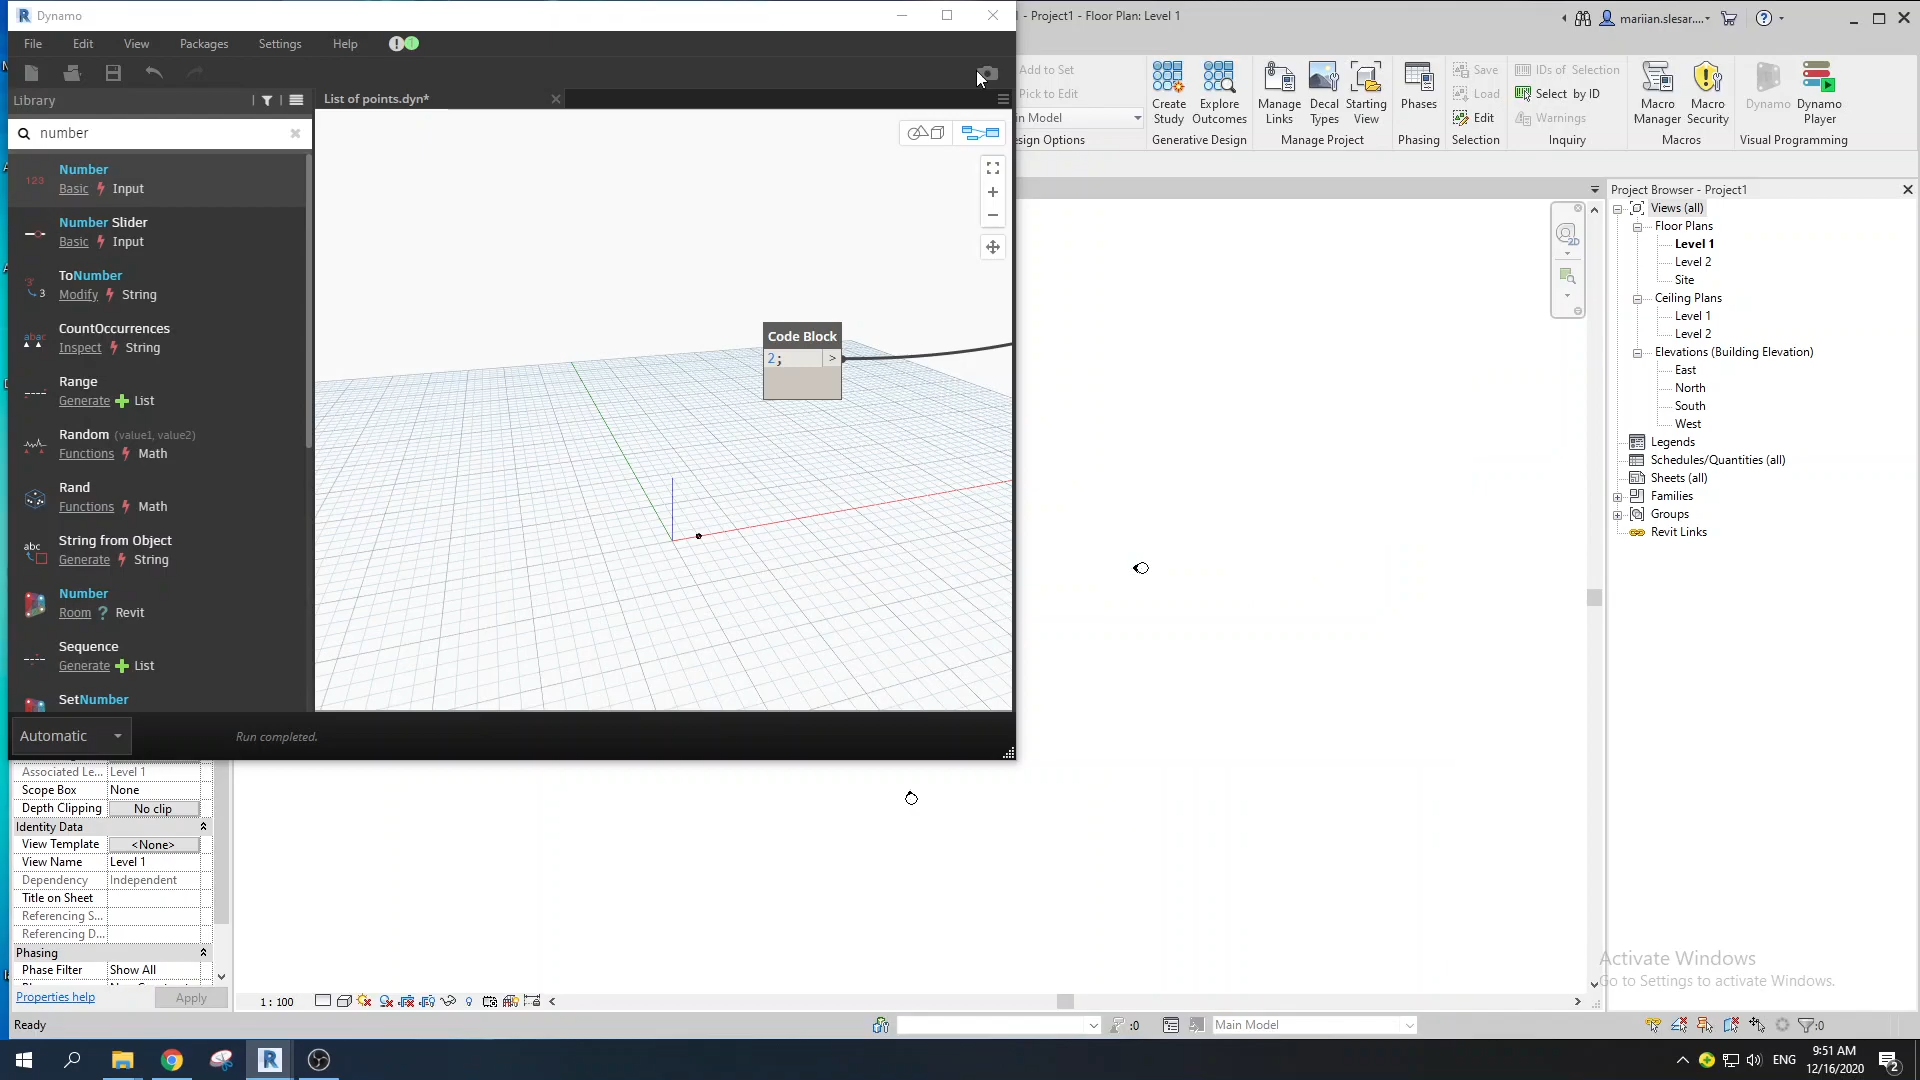 Dynamo
- Project1 - Floor Plan: Level 1
mariian.slesar....
File Edit View Packages Settings Help
1
Library
List of points.dyn*
number
Number
Basic Input
Number Slider
Basic Input
ToNumber
Modify String
CountOccurrences
Inspect String
Range
Generate List
Random (value1, value2)
Functions Math
Rand
Functions Math
String from Object
Generate String
Number
Room Revit
Sequence
Generate List
SetNumber
Code Block
2; >
Automatic
Run completed.
Add to Set
Pick to Edit
in Model
esign Options
Create Study
Explore Outcomes
Generative Design
Manage Links
Decal Types
Starting View
Manage Project
Phases
Phasing
Save
Load
Edit
Selection
IDs of Selection
Select by ID
Warnings
Inquiry
Macro Manager
Macro Security
Macros
Dynamo
Dynamo Player
Visual Programming
2D
Project Browser - Project1
Views (all)
Floor Plans
Level 1
Level 2
Site
Ceiling Plans
Level 1
Level 2
Elevations (Building Elevation)
East
North
South
West
Legends
Schedules/Quantities (all)
Sheets (all)
Families
Groups
Revit Links
Associated Le... Level 1
Scope Box None
Depth Clipping No clip
Identity Data
View Template <None>
View Name Level 1
Dependency Independent
Title on Sheet
Referencing S...
Referencing D...
Phasing
Phase Filter Show All
Properties help Apply
1 : 100
Activate Windows
Go to Settings to activate Windows.
Ready
:0
Main Model
:0
ENG
9:51 AM
12/16/2020
2